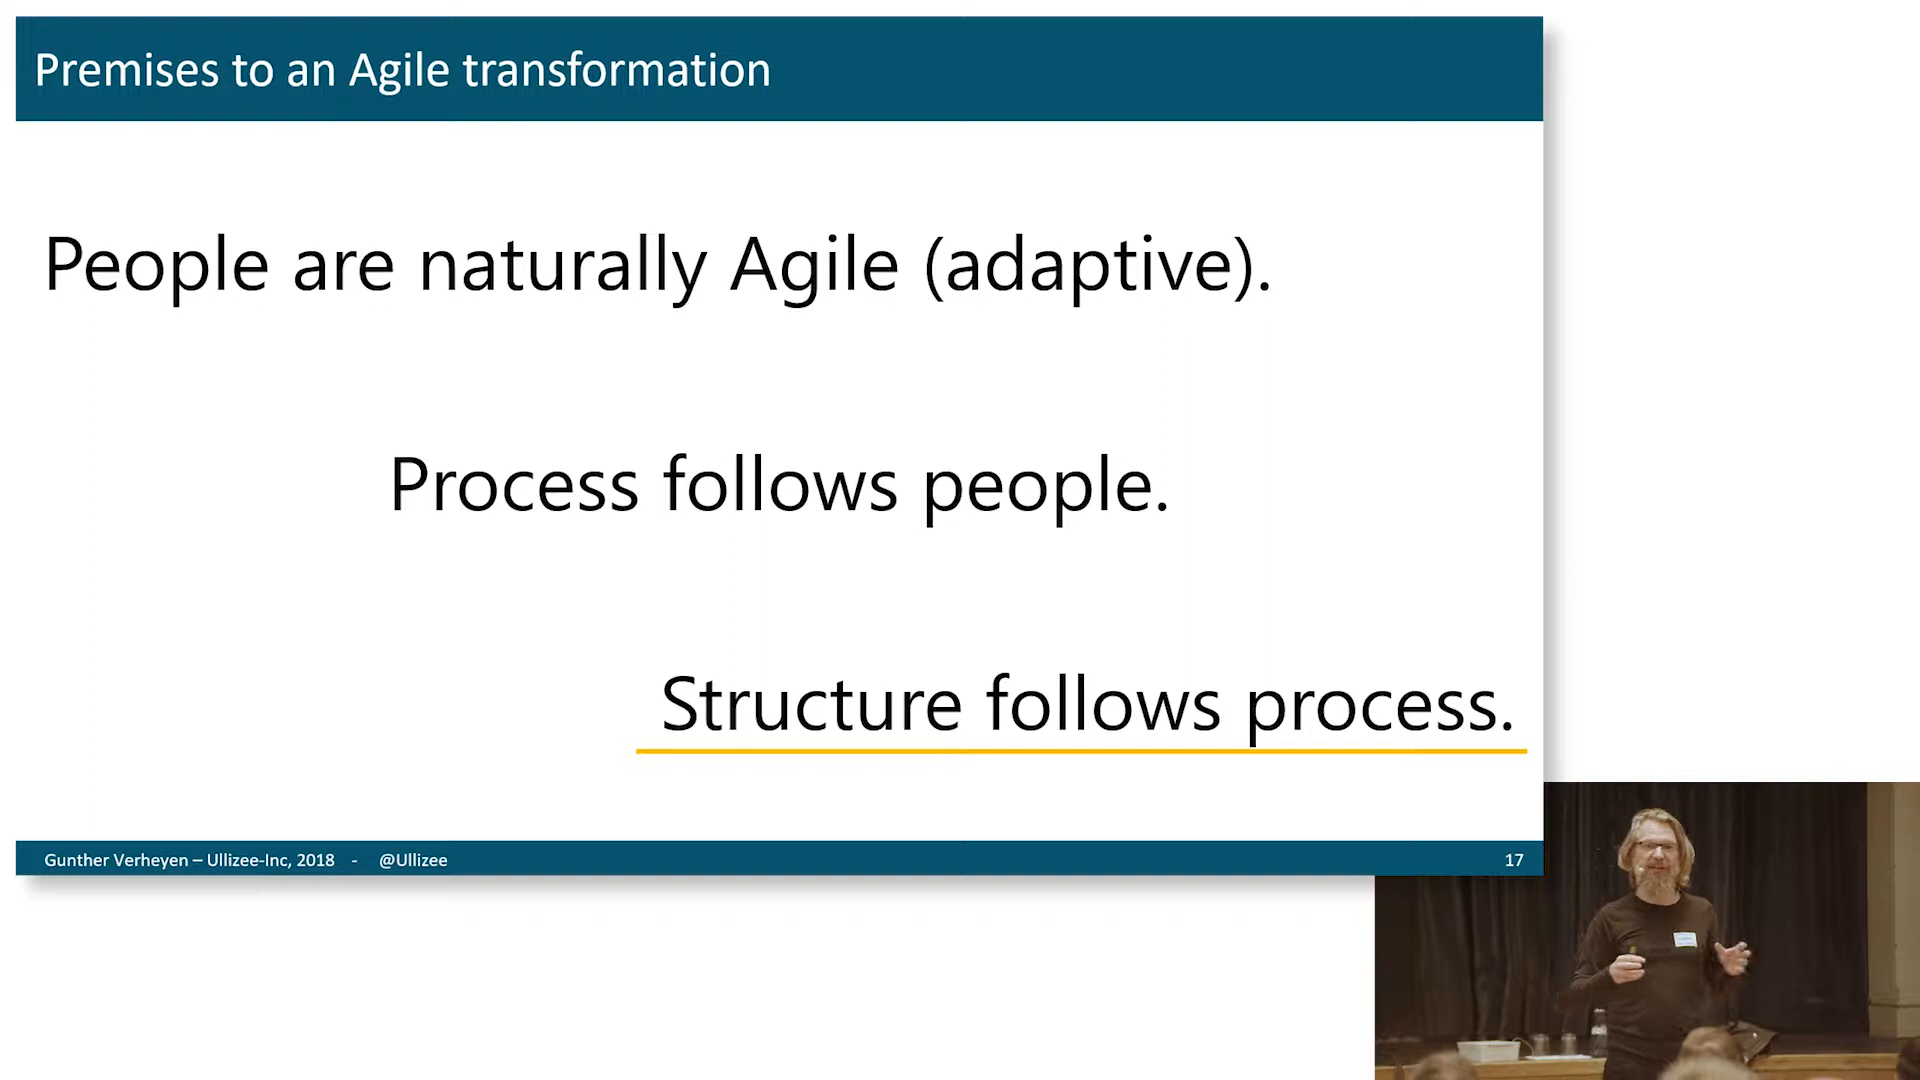 Premises to an Agile transformation
People are naturally Agile (adaptive).
Process follows people.
Structure follows process.
Gunther Verheyen – Ullizee-Inc, 2018 - @Ullizee
17